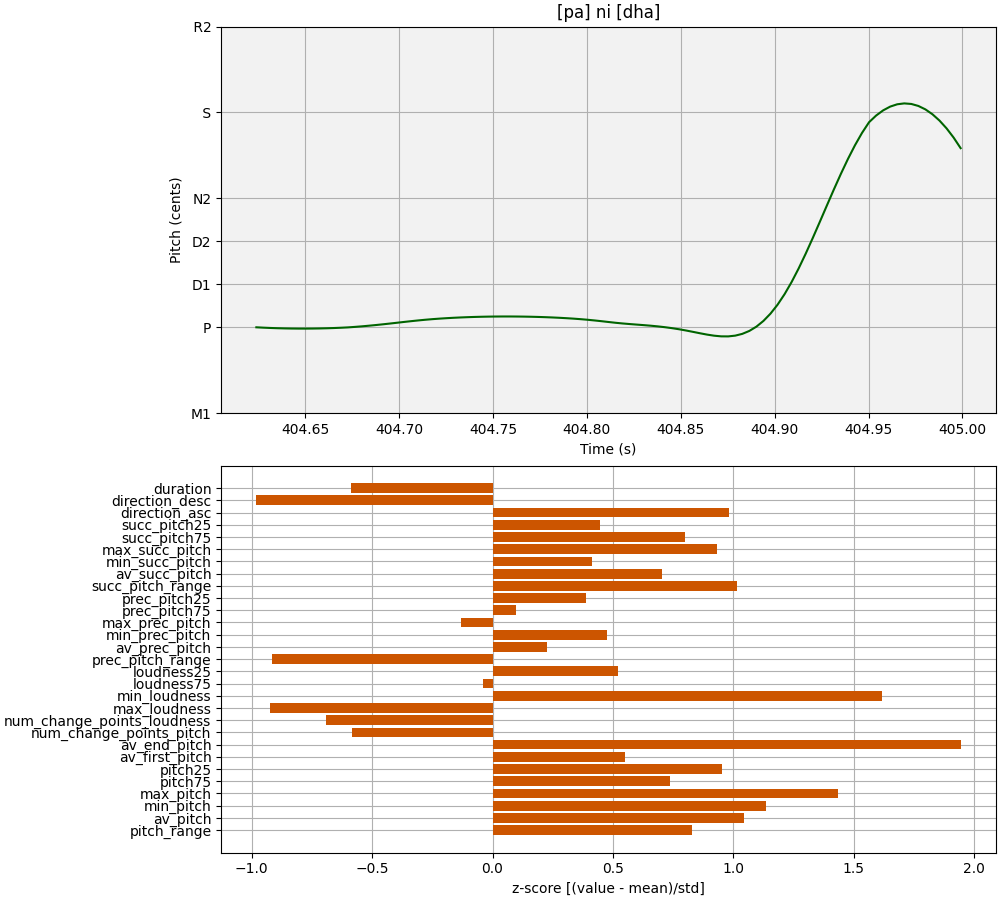 [pa] ni [dha]
R2
S
N2
D2
D1
P
M1
Pitch (cents)
404.65 404.70 404.75 404.80 404.85 404.90 404.95 405.00
Time (s)
duration
direction_desc
direction_asc
succ_pitch25
succ_pitch75
max_succ_pitch
min_succ_pitch
av_succ_pitch
succ_pitch_range
prec_pitch25
prec_pitch75
max_prec_pitch
min_prec_pitch
av_prec_pitch
prec_pitch_range
loudness25
loudness75
min_loudness
max_loudness
num_change_points_loudness
num_change_points_pitch
av_end_pitch
av_first_pitch
pitch25
pitch75
max_pitch
min_pitch
av_pitch
pitch_range
−1.0 −0.5 0.0 0.5 1.0 1.5 2.0
z-score [(value - mean)/std]